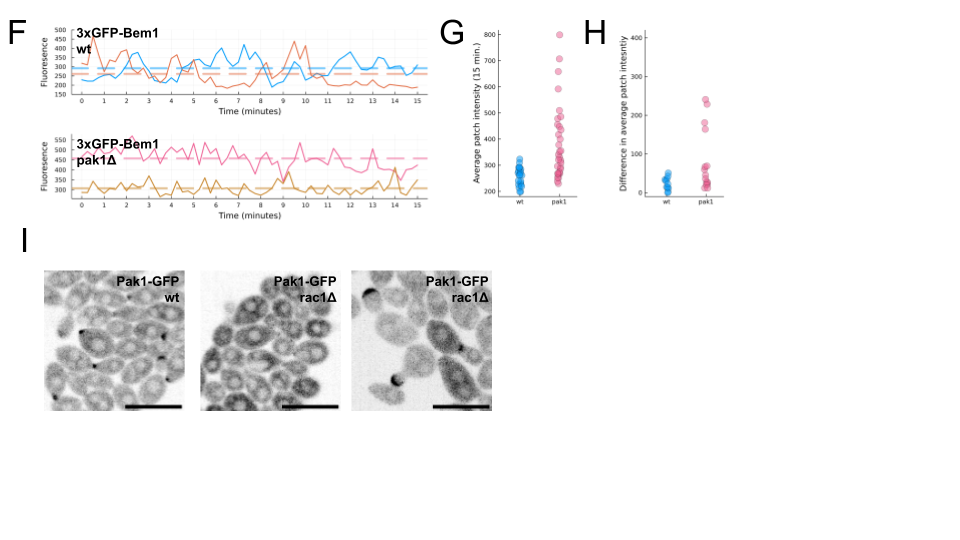 F
3xGFP-Bem1
wt
Fluoresence
500
450
400
350
300
250
200
150
0 1 2 3 4 5 6 7 8 9 10 11 12 13 14 15
Time (minutes)
3xGFP-Bem1
pak1Δ
Fluoresence
550
500
450
400
350
300
0 1 2 3 4 5 6 7 8 9 10 11 12 13 14 15
Time (minutes)
G
Average patch intensity (15 min.)
800
700
600
500
400
300
200
wt pak1
H
Difference in average patch intesntiy
400
300
200
100
0
wt pak1
I
Pak1-GFP
wt
Pak1-GFP
rac1Δ
Pak1-GFP
rac1Δ